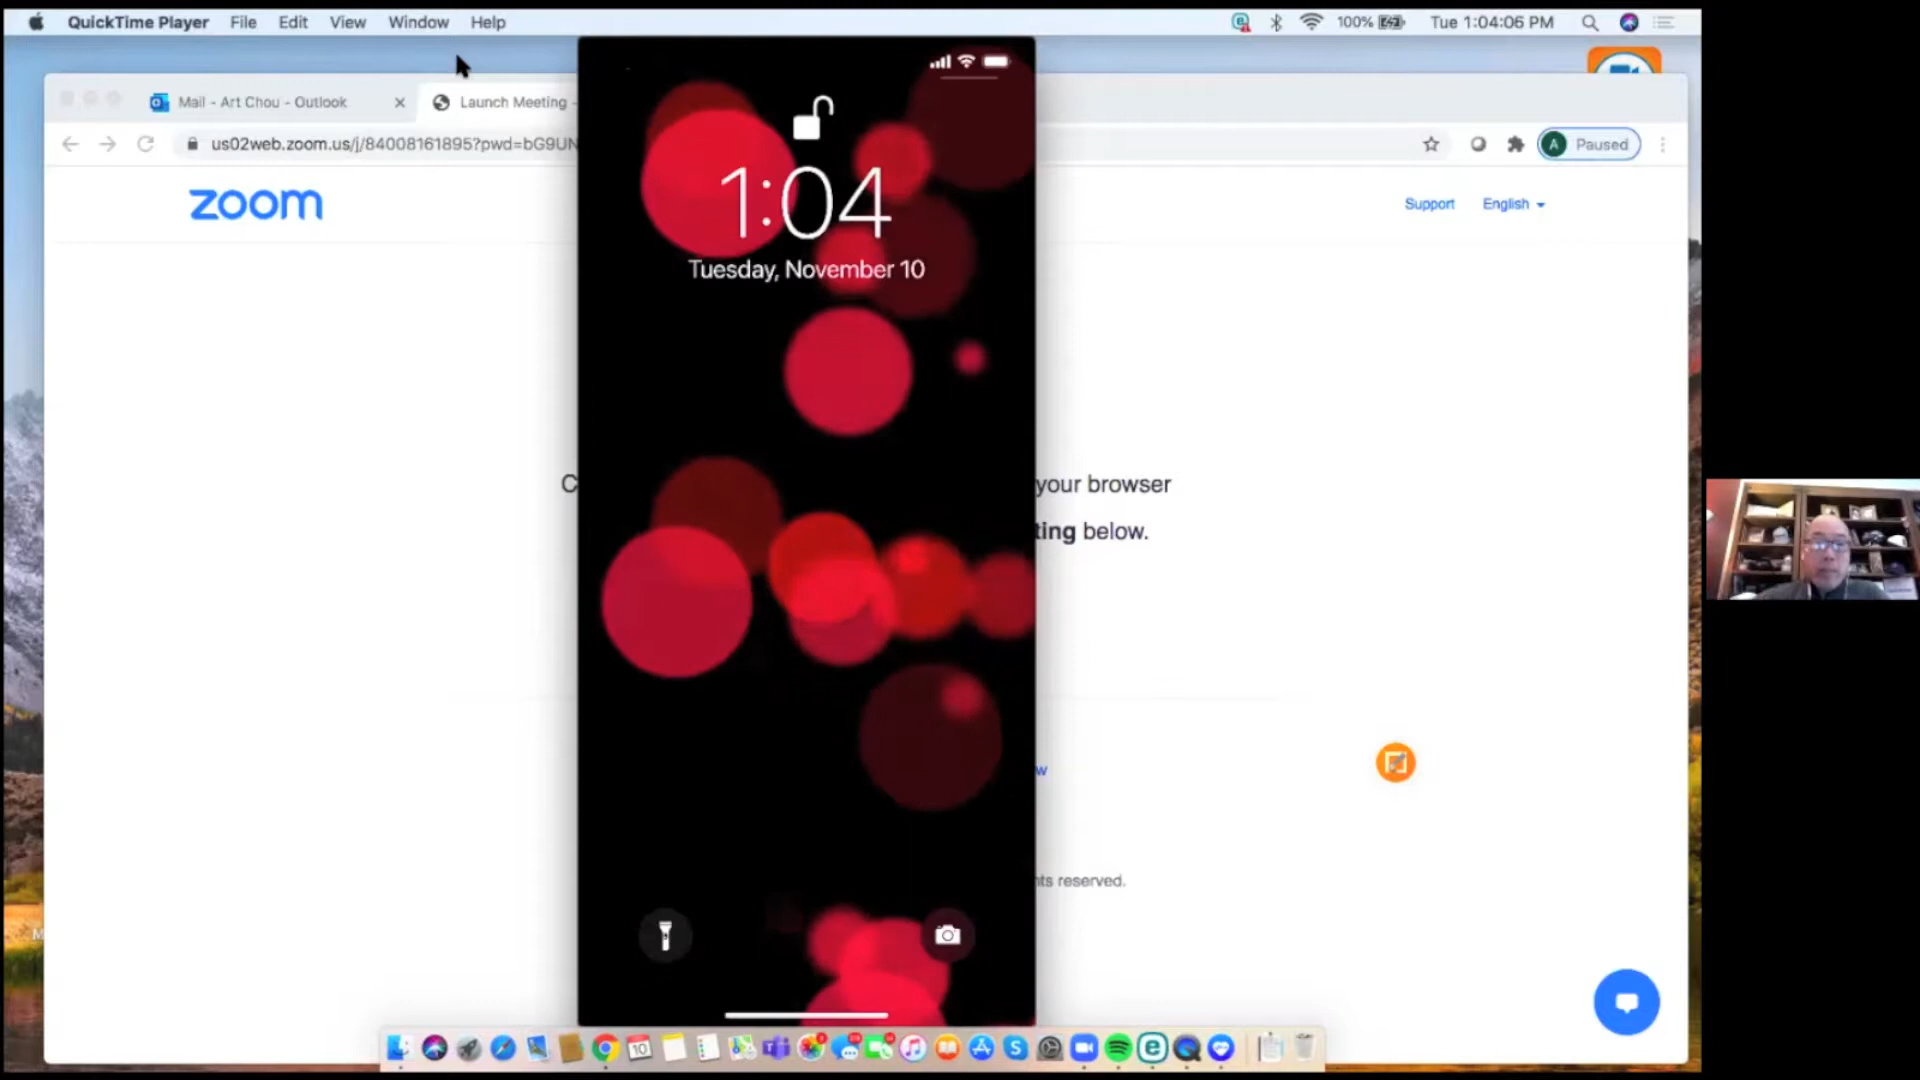 QuickTime Player File Edit View Window Help 100% Tue 1:04:06 PM
Mail - Art Chou - Outlook
Launch Meeting -
us02web.zoom.us/j/84008161895?pwd=bG9UN
A Paused
zoom
Support English
1:04
Tuesday, November 10
your browser
ting below.
w
hts reserved.